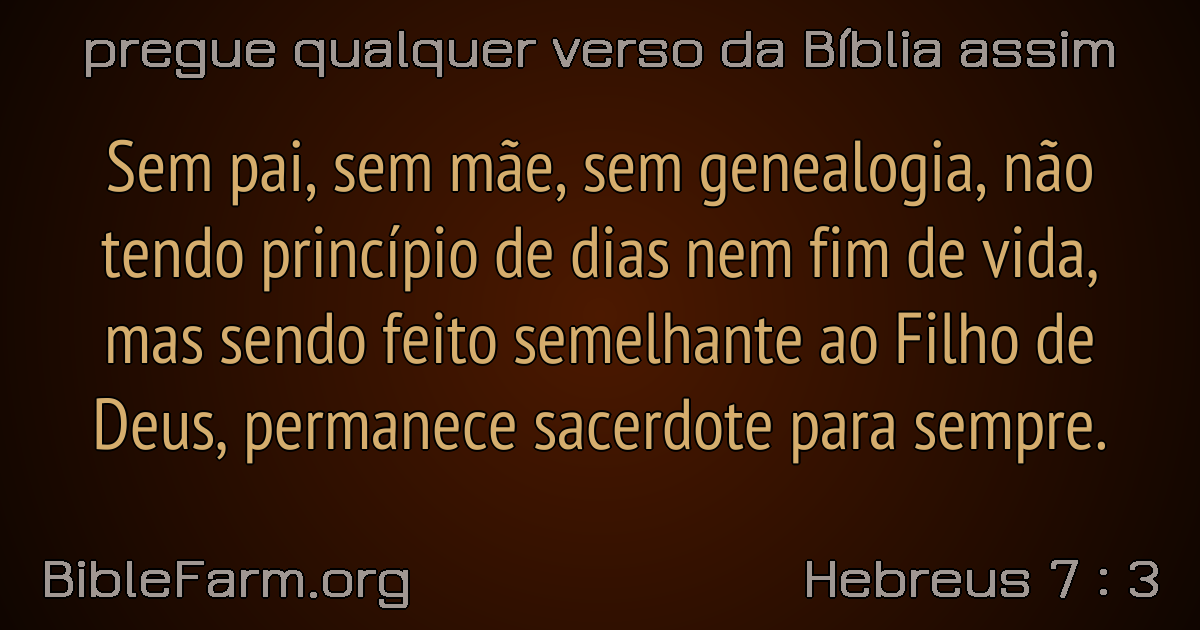 pregue qualquer verso da Bíblia assim
Sem pai, sem mãe, sem genealogia, não
tendo princípio de dias nem fim de vida,
mas sendo feito semelhante ao Filho de
Deus, permanece sacerdote para sempre.
BibleFarm.org
Hebreus 7 : 3